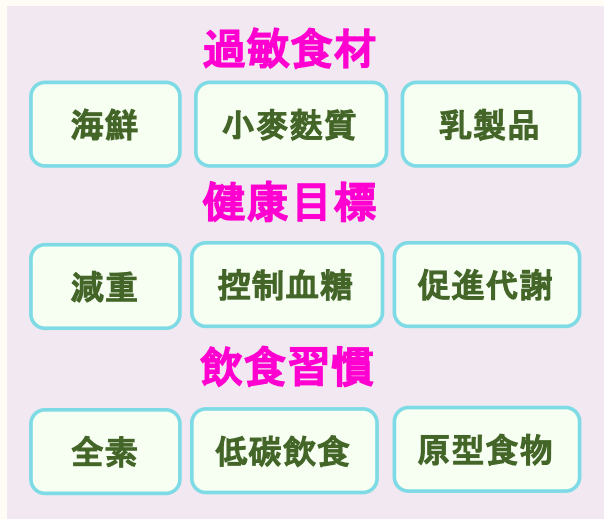 過敏食材
海鮮 小麥麩質 乳製品
健康目標
減重 控制血糖 促進代謝
飲食習慣
全素 低碳飲食 原型食物